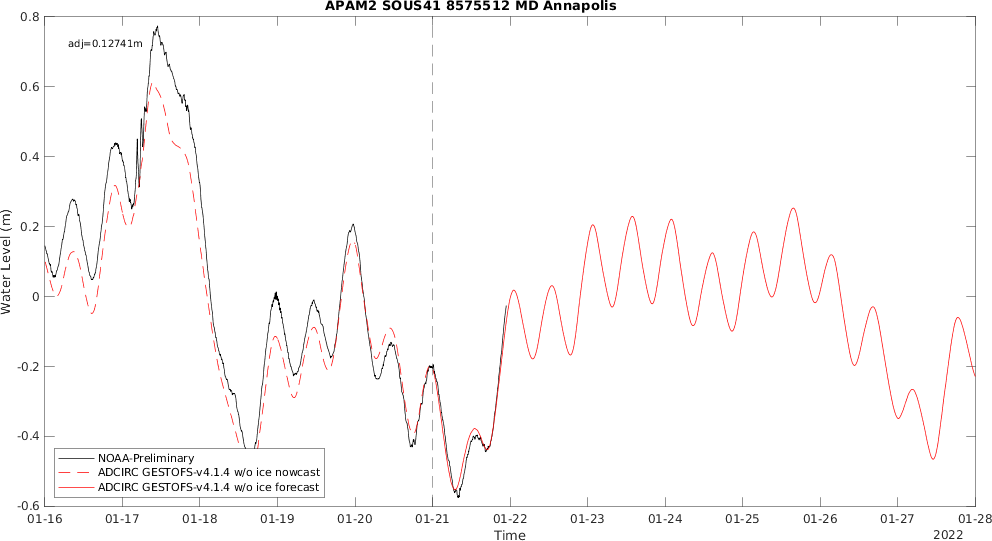 APAM2 SOUS41 8575512 MD Annapolis
adj=0.12741m
0.8
0.6
0.4
0.2
0
-0.2
-0.4
-0.6
Water Level (m)
NOAA-Preliminary
ADCIRC GESTOFS-v4.1.4 w/o ice nowcast
ADCIRC GESTOFS-v4.1.4 w/o ice forecast
01-16 01-17 01-18 01-19 01-20 01-21 01-22 01-23 01-24 01-25 01-26 01-27 01-28
Time
2022